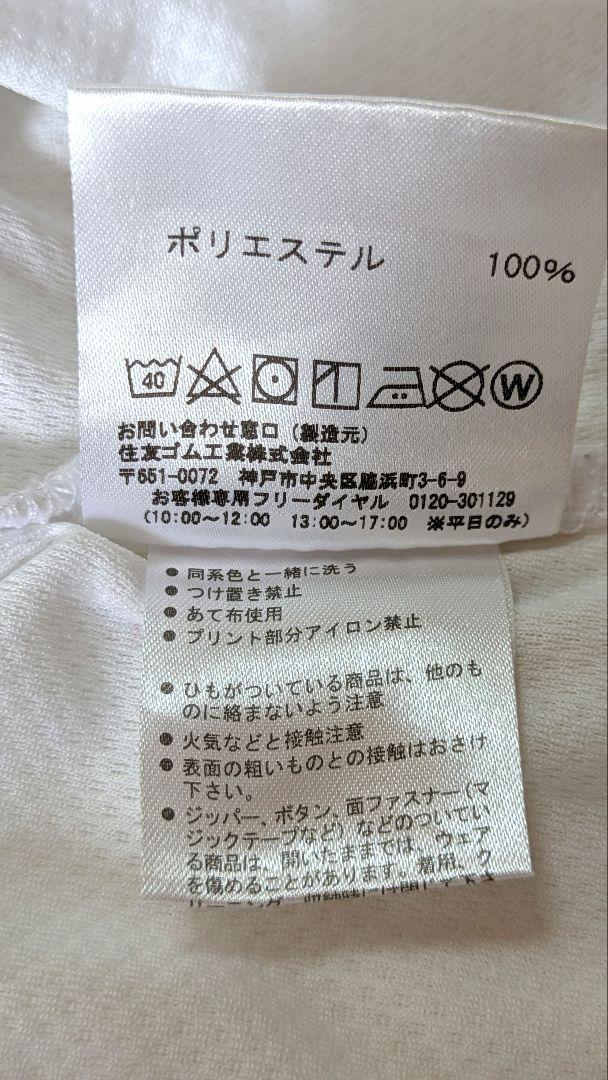 ポリエステル 100%
40
W
お問い合わせ窓口（製造元）
住友ゴム工業株式会社
〒651-0072 神戸市中央区脇浜町3-6-9
お客様専用フリーダイヤル 0120-301129
（10:00～12:00 13:00～17:00 ※平日のみ）
● 同系色と一緒に洗う
● つけ置き禁止
● あて布使用
● プリント部分アイロン禁止
● ひもがついている商品は、他のも
のに絡まないよう注意
● 火気などと接触注意
● 表面の粗いものとの接触はおさけ
下さい。
● ジッパー、ボタン、面ファスナー（マ
ジックテープなど）などのついてい
る商品は、開いたままでは、ウェア
を傷めることがあります。着用、ク